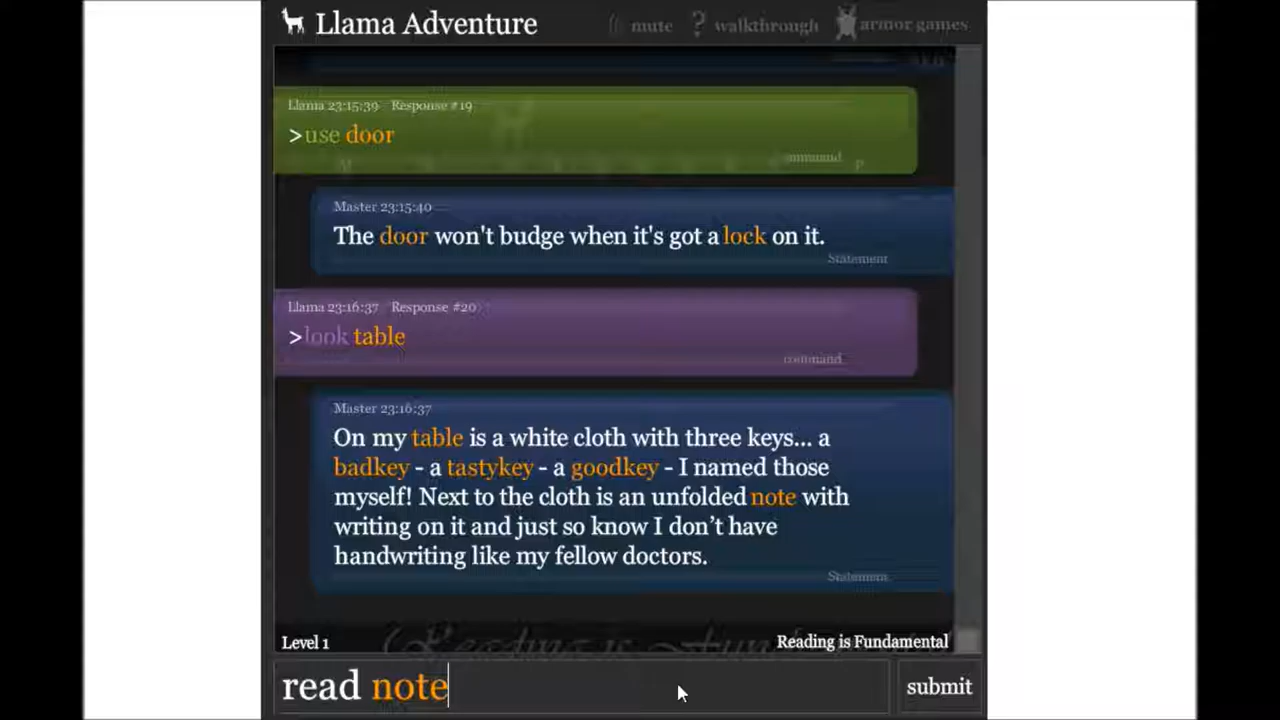 Llama Adventure
mute ? walkthrough armor games
Llama 23:15:39 Response #19
>use door
command
Master 23:15:40
The door won't budge when it's got a lock on it.
Statement
Llama 23:16:37 Response #20
>look table
command
Master 23:16:37
On my table is a white cloth with three keys... a
badkey - a tastykey - a goodkey - I named those
myself! Next to the cloth is an unfolded note with
writing on it and just so know I don't have
handwriting like my fellow doctors.
Statement
Level 1 Reading is Fundamental
read note submit